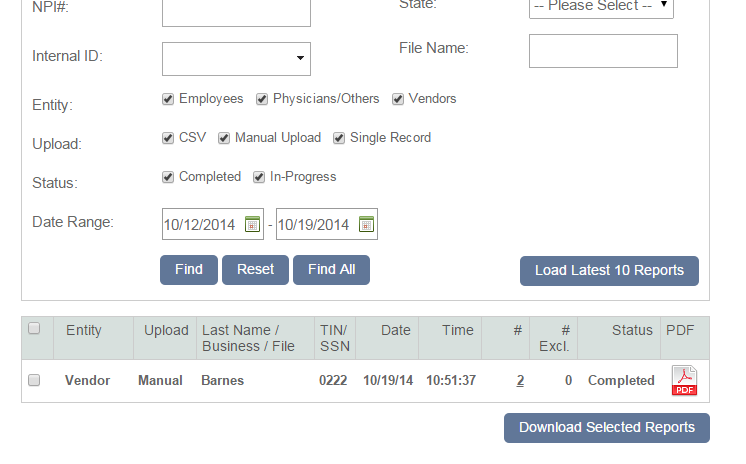 NPI#:
State:
-- Please Select --
Internal ID:
File Name:
Entity:
Employees
Physicians/Others
Vendors
Upload:
CSV
Manual Upload
Single Record
Status:
Completed
In-Progress
Date Range:
10/12/2014 - 10/19/2014
Find
Reset
Find All
Load Latest 10 Reports
Entity
Upload
Last Name /
Business / File
TIN/
SSN
Date
Time
#
#
Excl.
Status
PDF
Vendor
Manual
Barnes
0222
10/19/14
10:51:37
2
0
Completed
PDF
Download Selected Reports